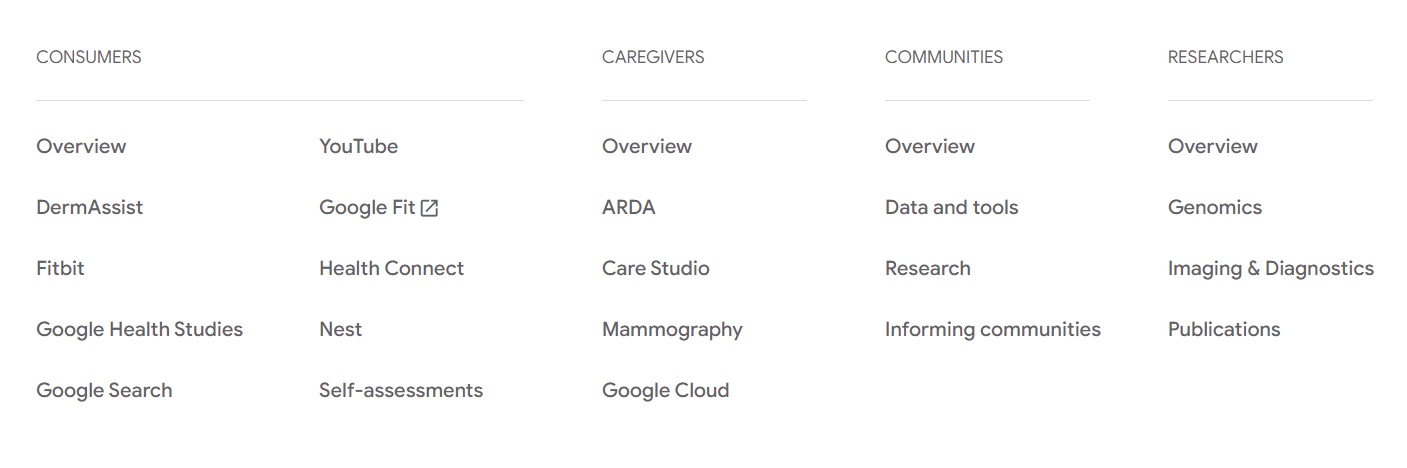 CONSUMERS
Overview
DermAssist
Fitbit
Google Health Studies
Google Search
YouTube
Google Fit
Health Connect
Nest
Self-assessments
CAREGIVERS
Overview
ARDA
Care Studio
Mammography
Google Cloud
COMMUNITIES
Overview
Data and tools
Research
Informing communities
RESEARCHERS
Overview
Genomics
Imaging & Diagnostics
Publications